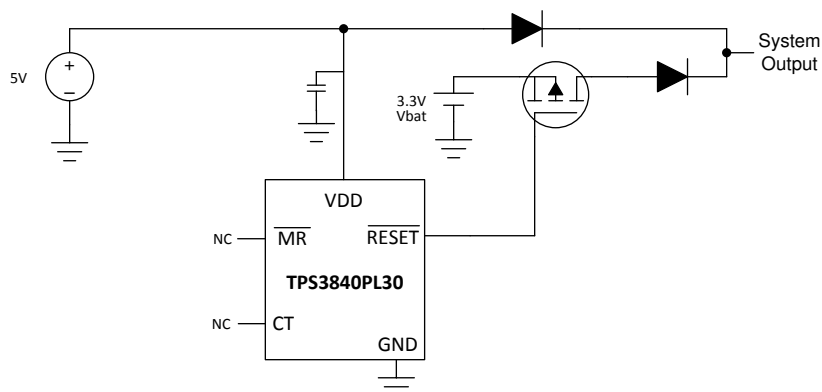 System
Output
5V
+
−
3.3V
Vbat
VDD
NC
MR
RESET
TPS3840PL30
NC
CT
GND